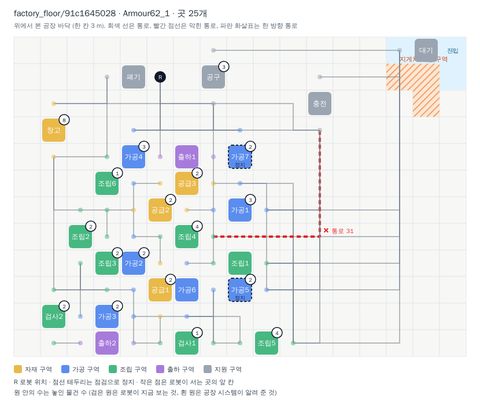 factory_floor/91c1645028 · Armour62_1 · 곳 25개
위에서 본 공장 바닥 (한 칸 3 m). 회색 선은 통로, 빨간 점선은 막힌 통로, 파란 화살표는 한 방향 통로
대기
진입
구역
3
폐기
R
공구
충전
8
창고
3
가공4
출하1
2
가공7
1
조립6
2
공급3
2
공급2
3
가공1
2
조립2
4
조립4
통로 31
2
조립3
2
가공2
조립1
2
공급1
가공6
2
가공5
2
검사2
2
가공3
출하2
1
검사1
4
조립5
자재 구역
가공 구역
조립 구역
출하 구역
지원 구역
R 로봇 위치 · 점선 테두리는 점검으로 정지 · 작은 점은 로봇이 서는 곳의 앞 칸
원 안의 수는 놓인 물건 수 (검은 원은 로봇이 지금 보는 것, 흰 원은 공장 시스템이 알려 준 것)